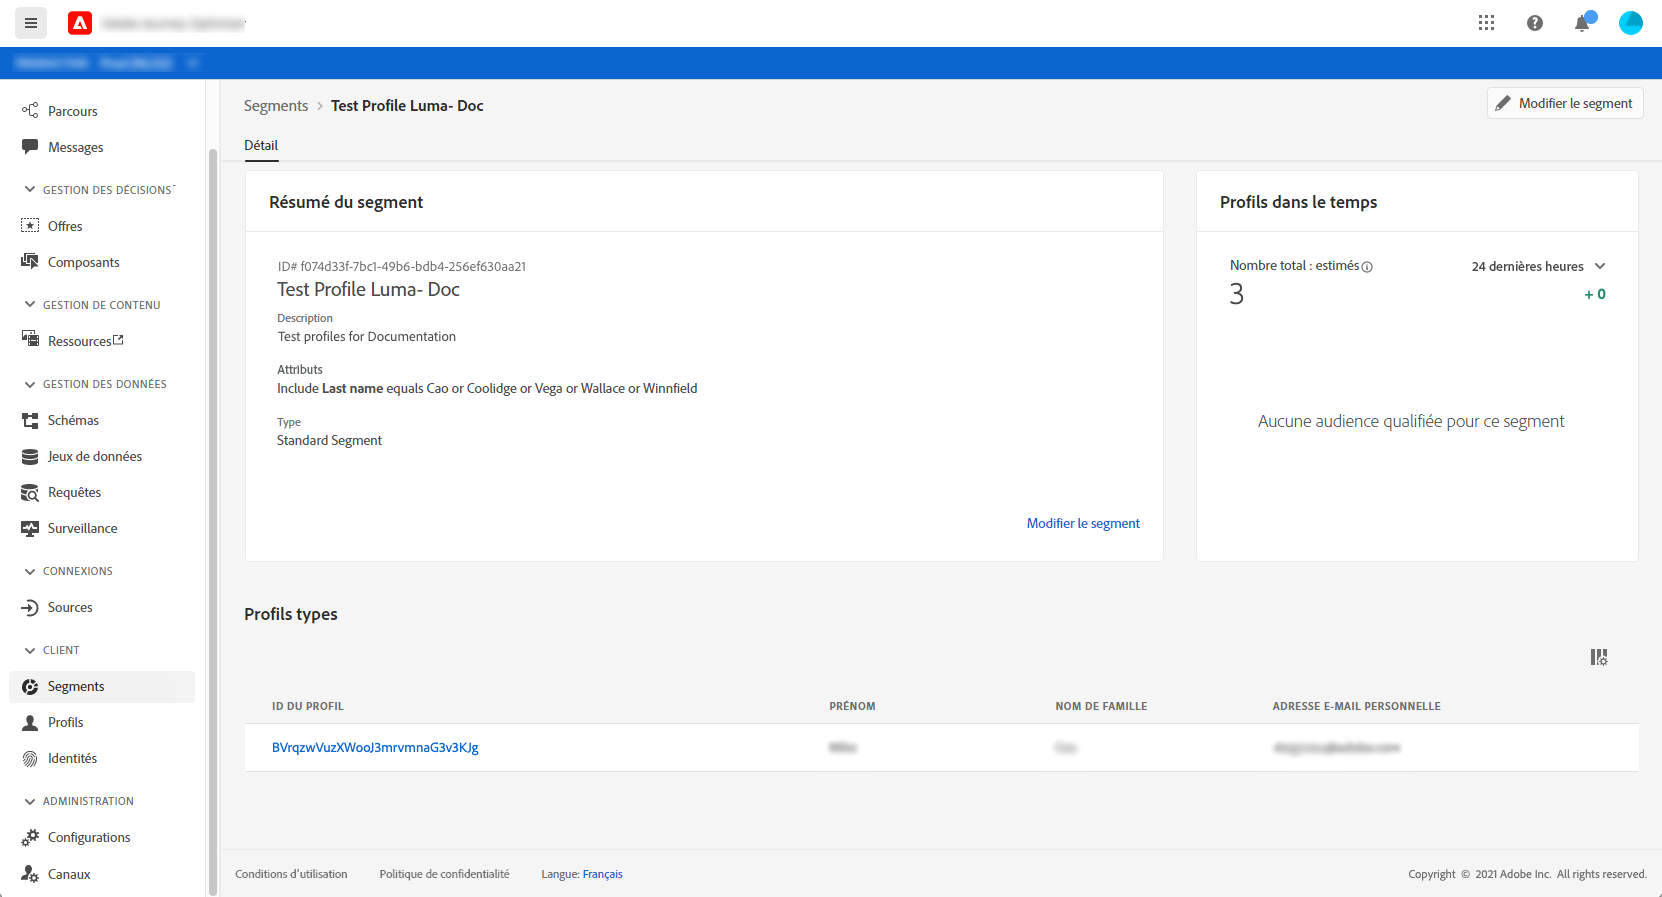 Parcours
Messages
GESTION DES DÉCISIONS
Offres
Composants
GESTION DE CONTENU
Ressources
GESTION DES DONNÉES
Schémas
Jeux de données
Requêtes
Surveillance
CONNEXIONS
Sources
CLIENT
Segments
Profils
Identités
ADMINISTRATION
Configurations
Canaux
Segments > Test Profile Luma- Doc
Modifier le segment
Détail
Résumé du segment
ID# f074d33f-7bc1-49b6-bdb4-256ef630aa21
Test Profile Luma- Doc
Description
Test profiles for Documentation
Attributs
Include Last name equals Cao or Coolidge or Vega or Wallace or Winnfield
Type
Standard Segment
Modifier le segment
Profils dans le temps
Nombre total : estimés
24 dernières heures
3
+ 0
Aucune audience qualifiée pour ce segment
Profils types
ID DU PROFIL PRÉNOM NOM DE FAMILLE ADRESSE E-MAIL PERSONNELLE
BVrqzwVuzXWooJ3mrvmnaG3v3KJg
Conditions d’utilisation Politique de confidentialité Langue: Français Copyright © 2021 Adobe Inc. All rights reserved.